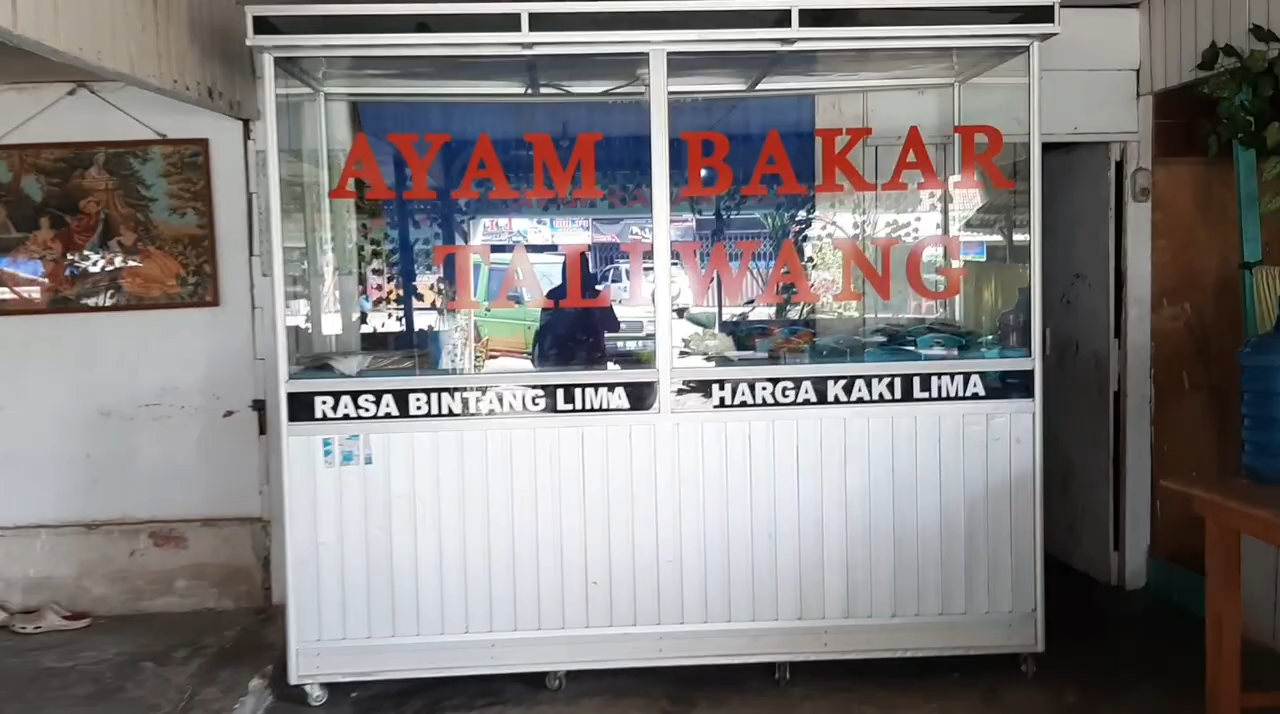 AYAM BAKAR
TALIWANG
RASA BINTANG LIMA
HARGA KAKI LIMA